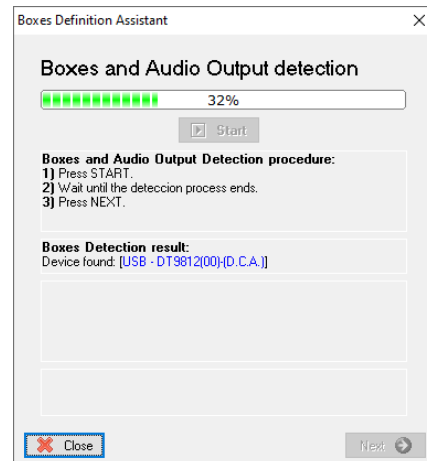 Boxes Definition Assistant
Boxes and Audio Output detection
32%
Start
Boxes and Audio Output Detection procedure:
1) Press START.
2) Wait until the deteccion process ends.
3) Press NEXT.
Boxes Detection result:
Device found: [USB - DT9812(00)-(D.C.A.)]
Close
Next